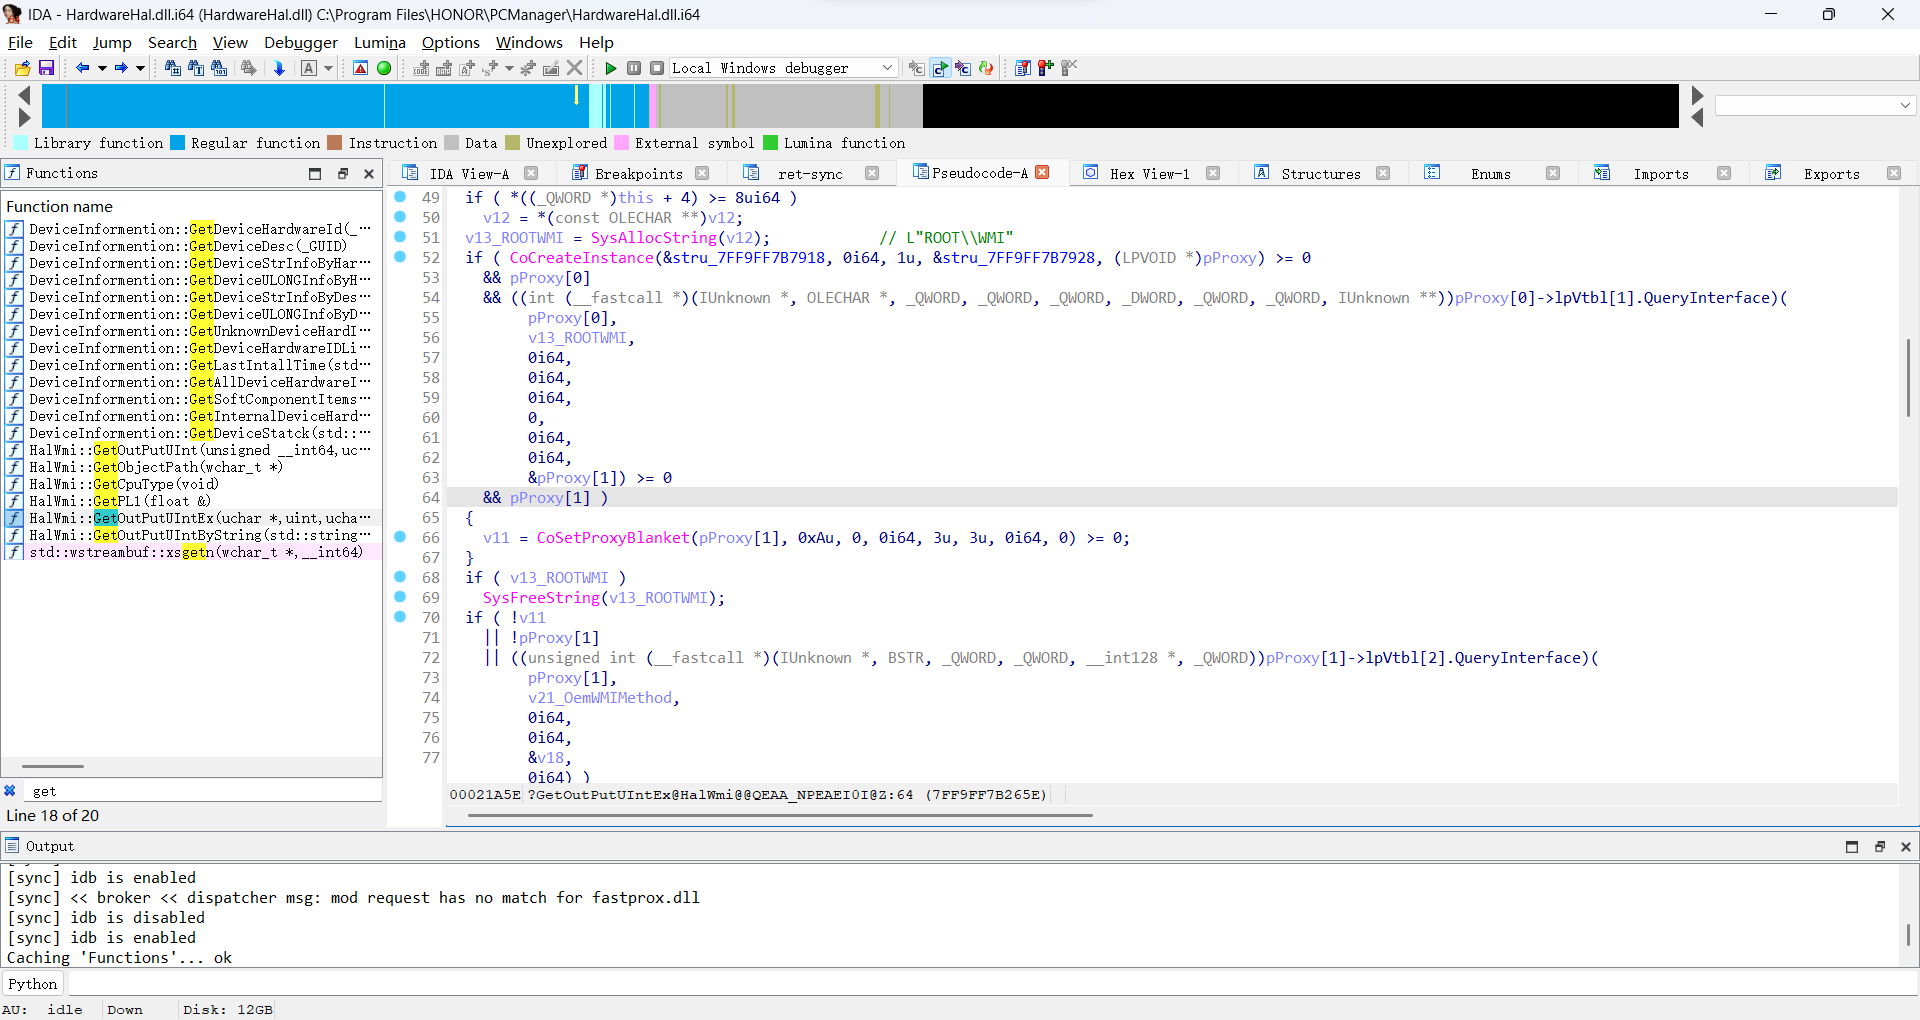 IDA - HardwareHal.dll.i64 (HardwareHal.dll) C:\Program Files\HONOR\PCManager\HardwareHal.dll.i64
File Edit Jump Search View Debugger Lumina Options Windows Help
Local Windows debugger
Library function Regular function Instruction Data Unexplored External symbol Lumina function
Functions
IDA View-A Breakpoints ret-sync Pseudocode-A Hex View-1 Structures Enums Imports Exports
Function name
DeviceInformention::GetDeviceHardwareId(_…
DeviceInformention::GetDeviceDesc(_GUID)
DeviceInformention::GetDeviceStrInfoByHar…
DeviceInformention::GetDeviceULONGInfoByH…
DeviceInformention::GetDeviceStrInfoByDes…
DeviceInformention::GetDeviceULONGInfoByD…
DeviceInformention::GetUnknownDeviceHardI…
DeviceInformention::GetDeviceHardwareIDLi…
DeviceInformention::GetLastIntallTime(std…
DeviceInformention::GetAllDeviceHardwareI…
DeviceInformention::GetSoftComponentItems…
DeviceInformention::GetInternalDeviceHard…
DeviceInformention::GetDeviceStatck(std::…
HalWmi::GetOutPutUInt(unsigned __int64,uc…
HalWmi::GetObjectPath(wchar_t *)
HalWmi::GetCpuType(void)
HalWmi::GetPL1(float &)
HalWmi::GetOutPutUIntEx(uchar *,uint,ucha…
HalWmi::GetOutPutUIntByString(std::string…
std::wstreambuf::xsgetn(wchar_t *,__int64)
get
Line 18 of 20
49 if ( *((_QWORD *)this + 4) >= 8ui64 )
50 v12 = *(const OLECHAR **)v12;
51 v13_ROOTWMI = SysAllocString(v12); // L"ROOT\\WMI"
52 if ( CoCreateInstance(&stru_7FF9FF7B7918, 0i64, 1u, &stru_7FF9FF7B7928, (LPVOID *)pProxy) >= 0
53 && pProxy[0]
54 && ((int (__fastcall *)(IUnknown *, OLECHAR *, _QWORD, _QWORD, _QWORD, _DWORD, _QWORD, _QWORD, IUnknown **))pProxy[0]->lpVtbl[1].QueryInterface)(
55 pProxy[0],
56 v13_ROOTWMI,
57 0i64,
58 0i64,
59 0i64,
60 0,
61 0i64,
62 0i64,
63 &pProxy[1]) >= 0
64 && pProxy[1] )
65 {
66 v11 = CoSetProxyBlanket(pProxy[1], 0xAu, 0, 0i64, 3u, 3u, 0i64, 0) >= 0;
67 }
68 if ( v13_ROOTWMI )
69 SysFreeString(v13_ROOTWMI);
70 if ( !v11
71 || !pProxy[1]
72 || ((unsigned int (__fastcall *)(IUnknown *, BSTR, _QWORD, _QWORD, __int128 *, _QWORD))pProxy[1]->lpVtbl[2].QueryInterface)(
73 pProxy[1],
74 v21_OemWMIMethod,
75 0i64,
76 0i64,
77 &v18,
0i64) )
00021A5E ?GetOutPutUIntEx@HalWmi@@QEAA_NPEAEI0I@Z:64 (7FF9FF7B265E)
Output
[sync] idb is enabled
[sync] << broker << dispatcher msg: mod request has no match for fastprox.dll
[sync] idb is disabled
[sync] idb is enabled
Caching 'Functions'... ok
Python
AU: idle Down Disk: 12GB